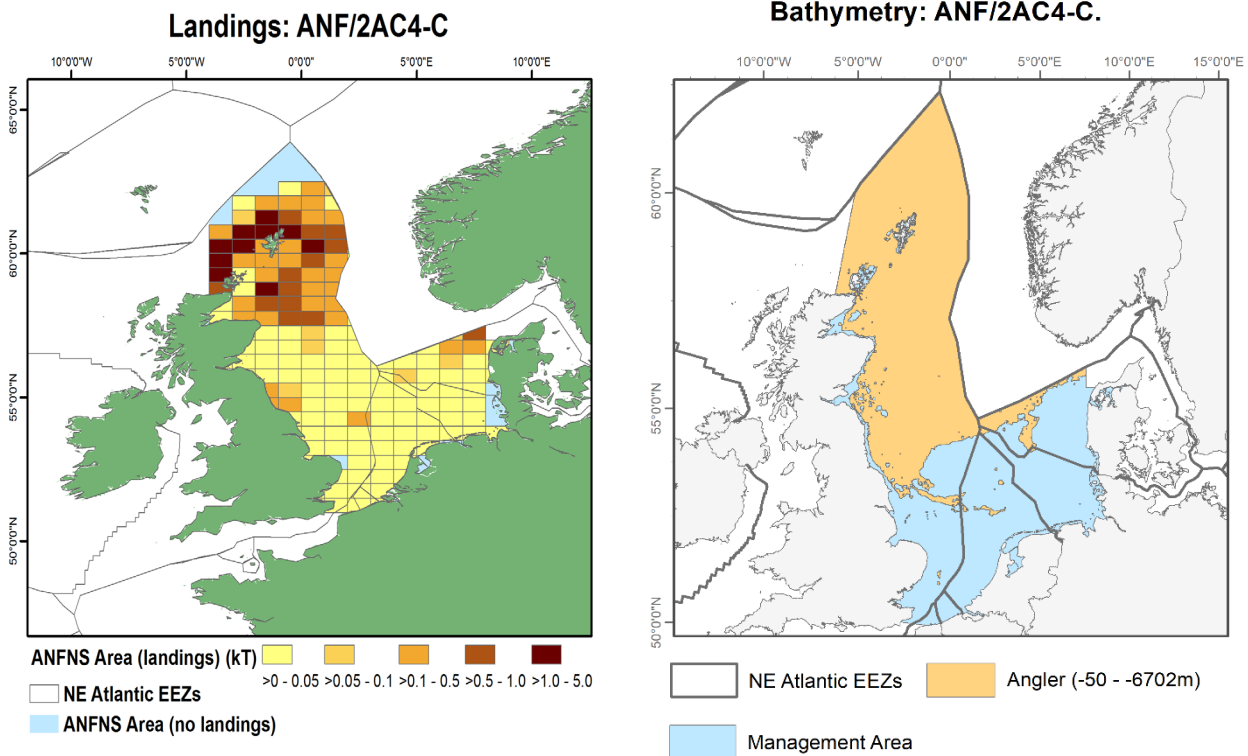 Landings: ANF/2AC4-C
10°0'0"W 5°0'0"W 0°0'0" 5°0'0"E 10°0'0"E
65°0'0"N
60°0'0"N
55°0'0"N
50°0'0"N
ANFNS Area (landings) (kT)
>0 - 0.05 >0.05 - 0.1 >0.1 - 0.5 >0.5 - 1.0 >1.0 - 5.0
NE Atlantic EEZs
ANFNS Area (no landings)
Bathymetry: ANF/2AC4-C.
10°0'0"W 5°0'0"W 0°0'0"E 5°0'0"E 10°0'0"E 15°0'0"E
60°0'0"N
55°0'0"N
50°0'0"N
NE Atlantic EEZs
Angler (-50 - -6702m)
Management Area